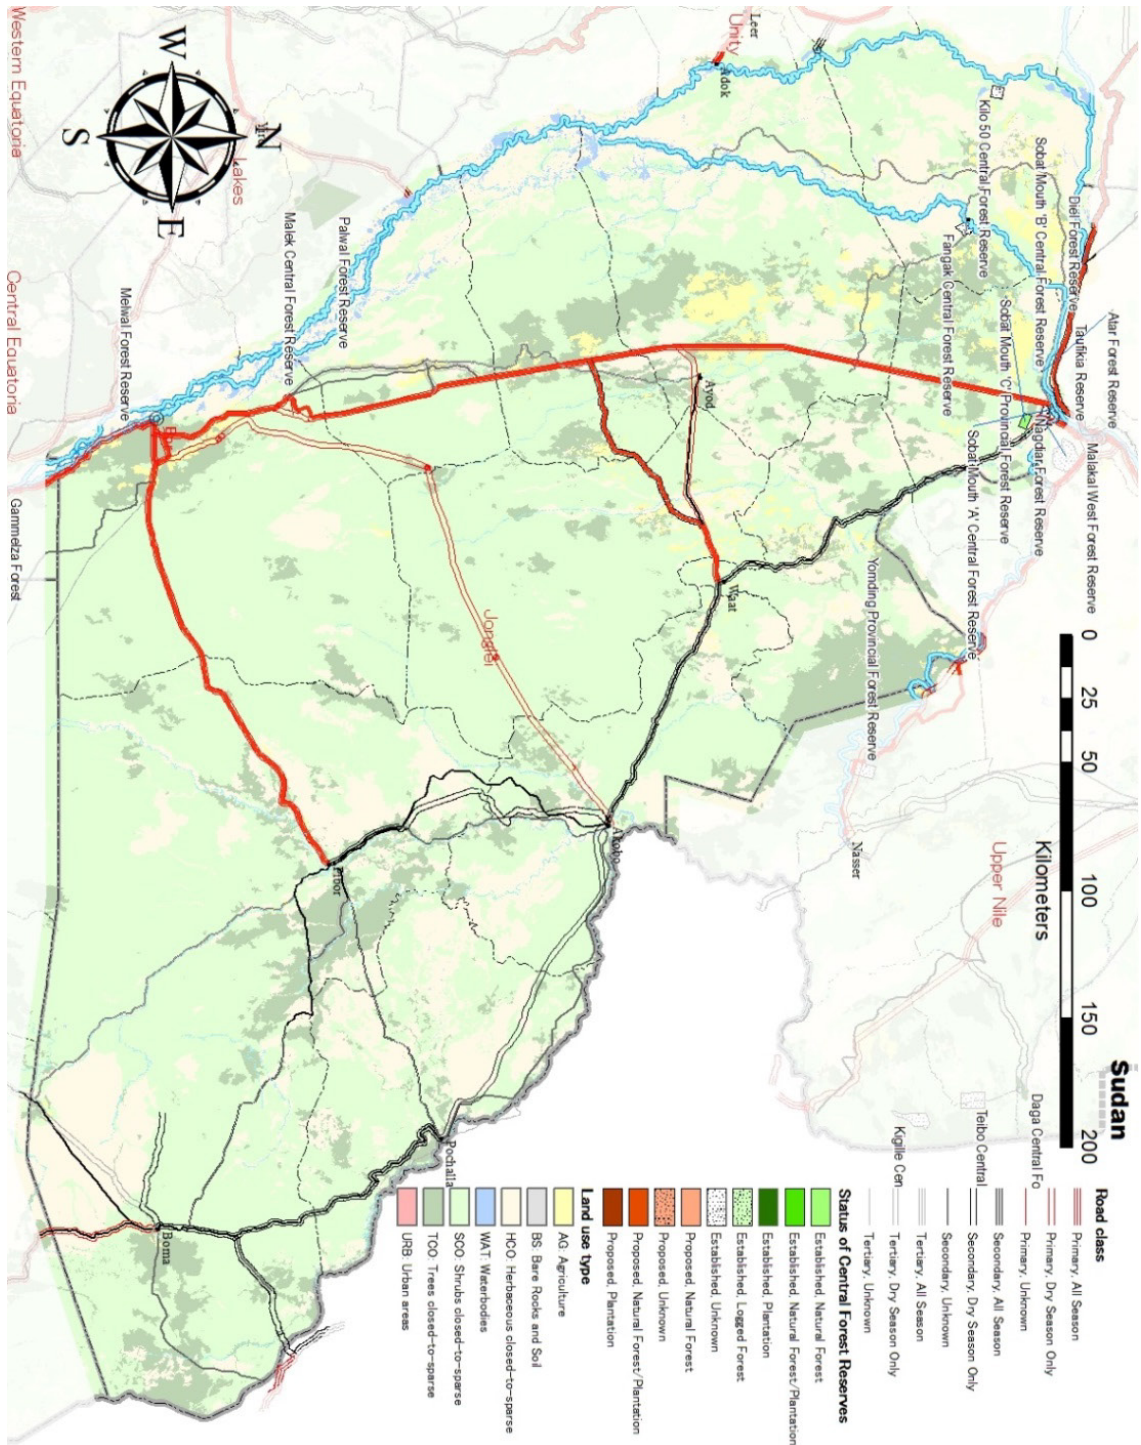 Western Equatoria
Central Equatoria
Gammeiza Forest
W
N
S
E
Lakes
Unity
Leer
Adok
Malek Central Forest Reserve
Palwal Forest Reserve
Melwal Forest Reserve
Kilo 50 Central Forest Reserve
Sobat Mouth 'B' Central Forest Reserve
Diel Forest Reserve
Fangak Central Forest Reserve
Sobat Mouth 'C' Provincial Forest Reserve
Taufikia Reserve
Atar Forest Reserve
Nagdiar Forest Reserve
Malakal West Forest Reserve
Sobat Mouth 'A' Central Forest Reserve
Yomding Provincial Forest Reserve
Ayod
Waat
Jonglei
Pibor
Nasser
Upper Nile
Pochalla
Boma
0 25 50 100 150 200
Kilometers
Sudan
Daga Central Fo
Teibo Central
Kigille Cen
Road class
Primary, All Season
Primary, Dry Season Only
Primary, Unknown
Secondary, All Season
Secondary, Dry Season Only
Secondary, Unknown
Tertiary, All Season
Tertiary, Dry Season Only
Tertiary, Unknown
Status of Central Forest Reserves
Established, Natural Forest
Established, Natural Forest/Plantation
Established, Plantation
Established, Logged Forest
Established, Unknown
Proposed, Natural Forest
Proposed, Unknown
Proposed, Natural Forest/Plantation
Proposed, Plantation
Land use type
AG: Agriculture
BS: Bare Rocks and Soil
HCO: Herbaceous closed-to-sparse
WAT: Waterbodies
SCO: Shrubs closed-to-sparse
TCO: Trees closed-to-sparse
URB: Urban areas